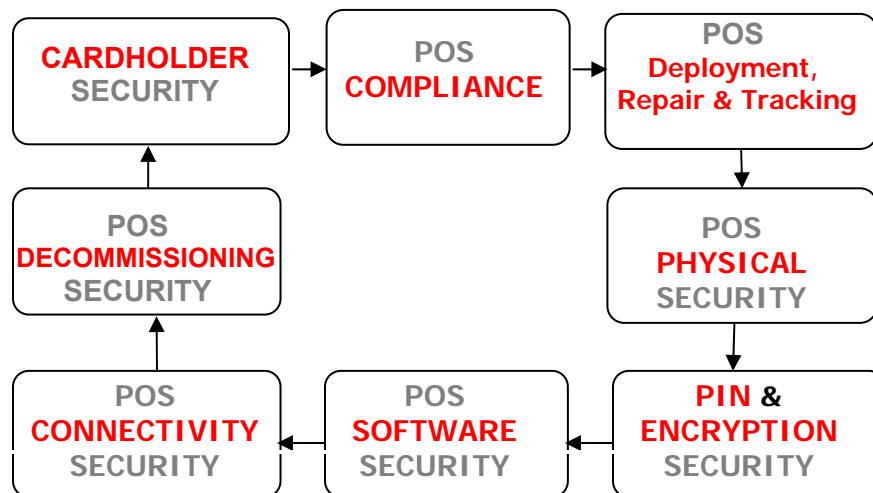 CARDHOLDER
SECURITY
POS
COMPLIANCE
POS
Deployment,
Repair & Tracking
POS
PHYSICAL
SECURITY
PIN &
ENCRYPTION
SECURITY
POS
SOFTWARE
SECURITY
POS
CONNECTIVITY
SECURITY
POS
DECOMMISSIONING
SECURITY